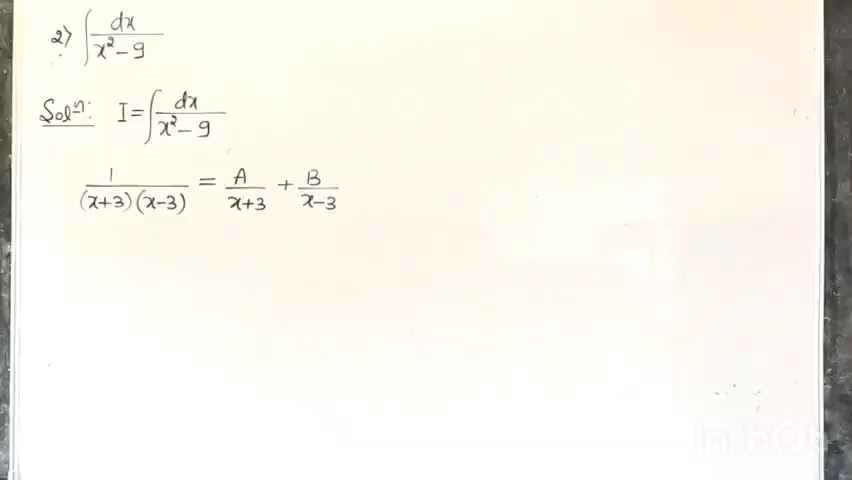 2) ∫ dx / (x² − 9)
Solⁿ: I = ∫ dx / (x² − 9)
1 / ((x+3)(x−3)) = A / (x+3) + B / (x−3)